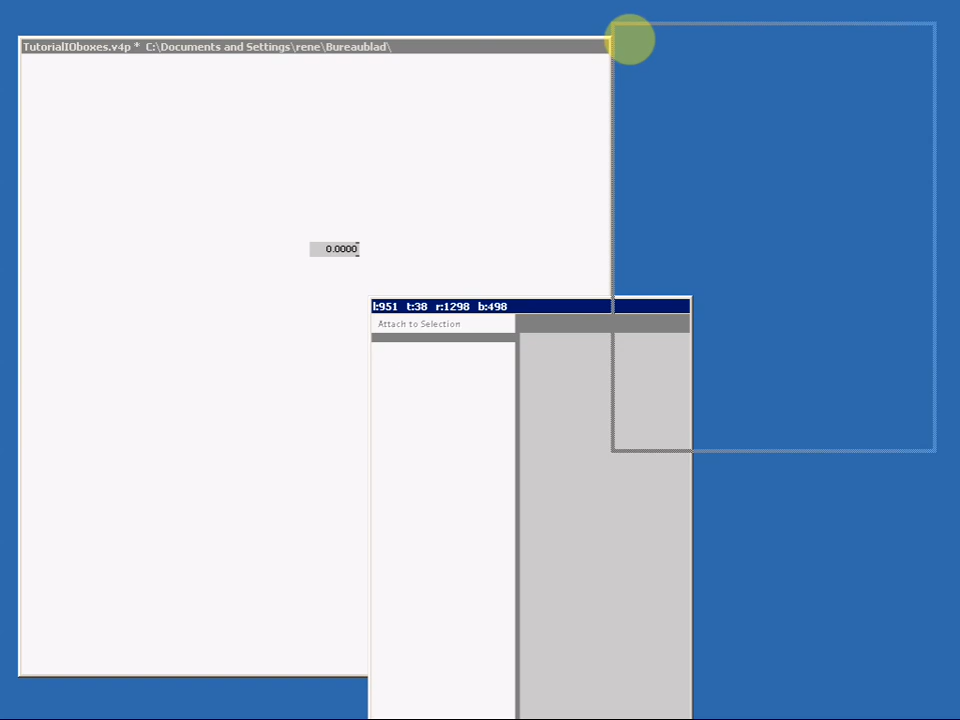 TutorialIOboxes.v4p *  C:\Documents and Settings\rene\Bureaublad\
0.0000
l:951  t:38  r:1298  b:498
Attach to Selection